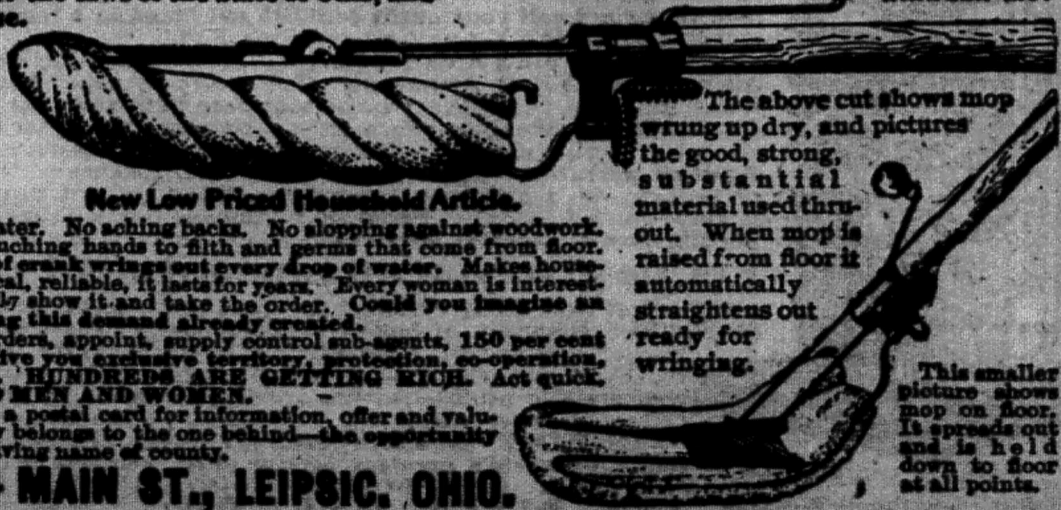 ue.
The above cut shows mop
wrung up dry, and pictures
the good, strong,
substantial
material used thru-
out. When mop is
raised from floor it
automatically
straightens out
ready for
wringing.
New Low Priced Household Article.
ater. No aching backs. No slopping against woodwork.
uching hands to filth and germs that come from floor.
of crank wrings out every drop of water. Makes house-
cal, reliable, it lasts for years. Every woman is interest-
ly show it and take the order. Could you imagine an
ng this demand already created.
rders, appoint, supply control sub-agents, 150 per cent
ive you exclusive territory, protection, co-operation.
HUNDREDS ARE GETTING RICH. Act quick.
MEN AND WOMEN.
a postal card for information, offer and valu-
belongs to the one behind—the opportunity
ving name of county.
MAIN ST., LEIPSIC, OHIO.
This smaller
picture shows
mop on floor.
It spreads out
and is held
down to floor
at all points.